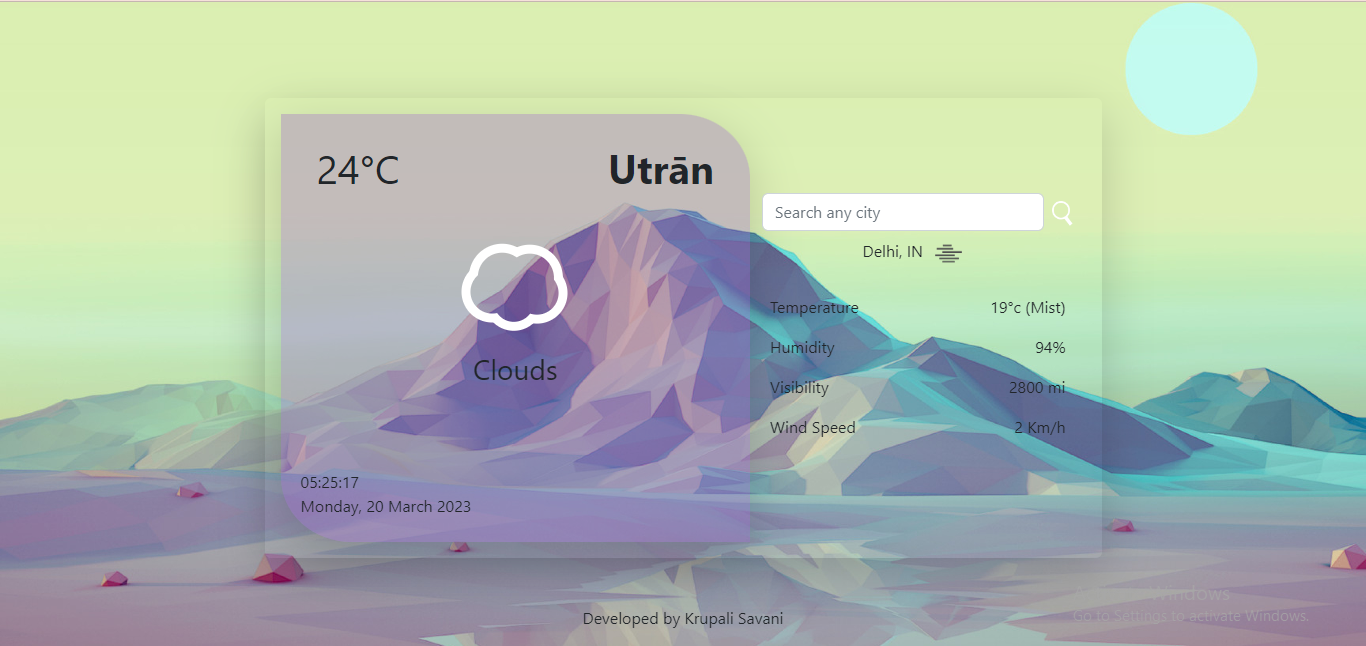 24°C
Utrān
Clouds
05:25:17
Monday, 20 March 2023
Search any city
Delhi, IN
Temperature 19°c (Mist)
Humidity 94%
Visibility 2800 mi
Wind Speed 2 Km/h
Developed by Krupali Savani
Windows
Go to Settings to activate Windows.